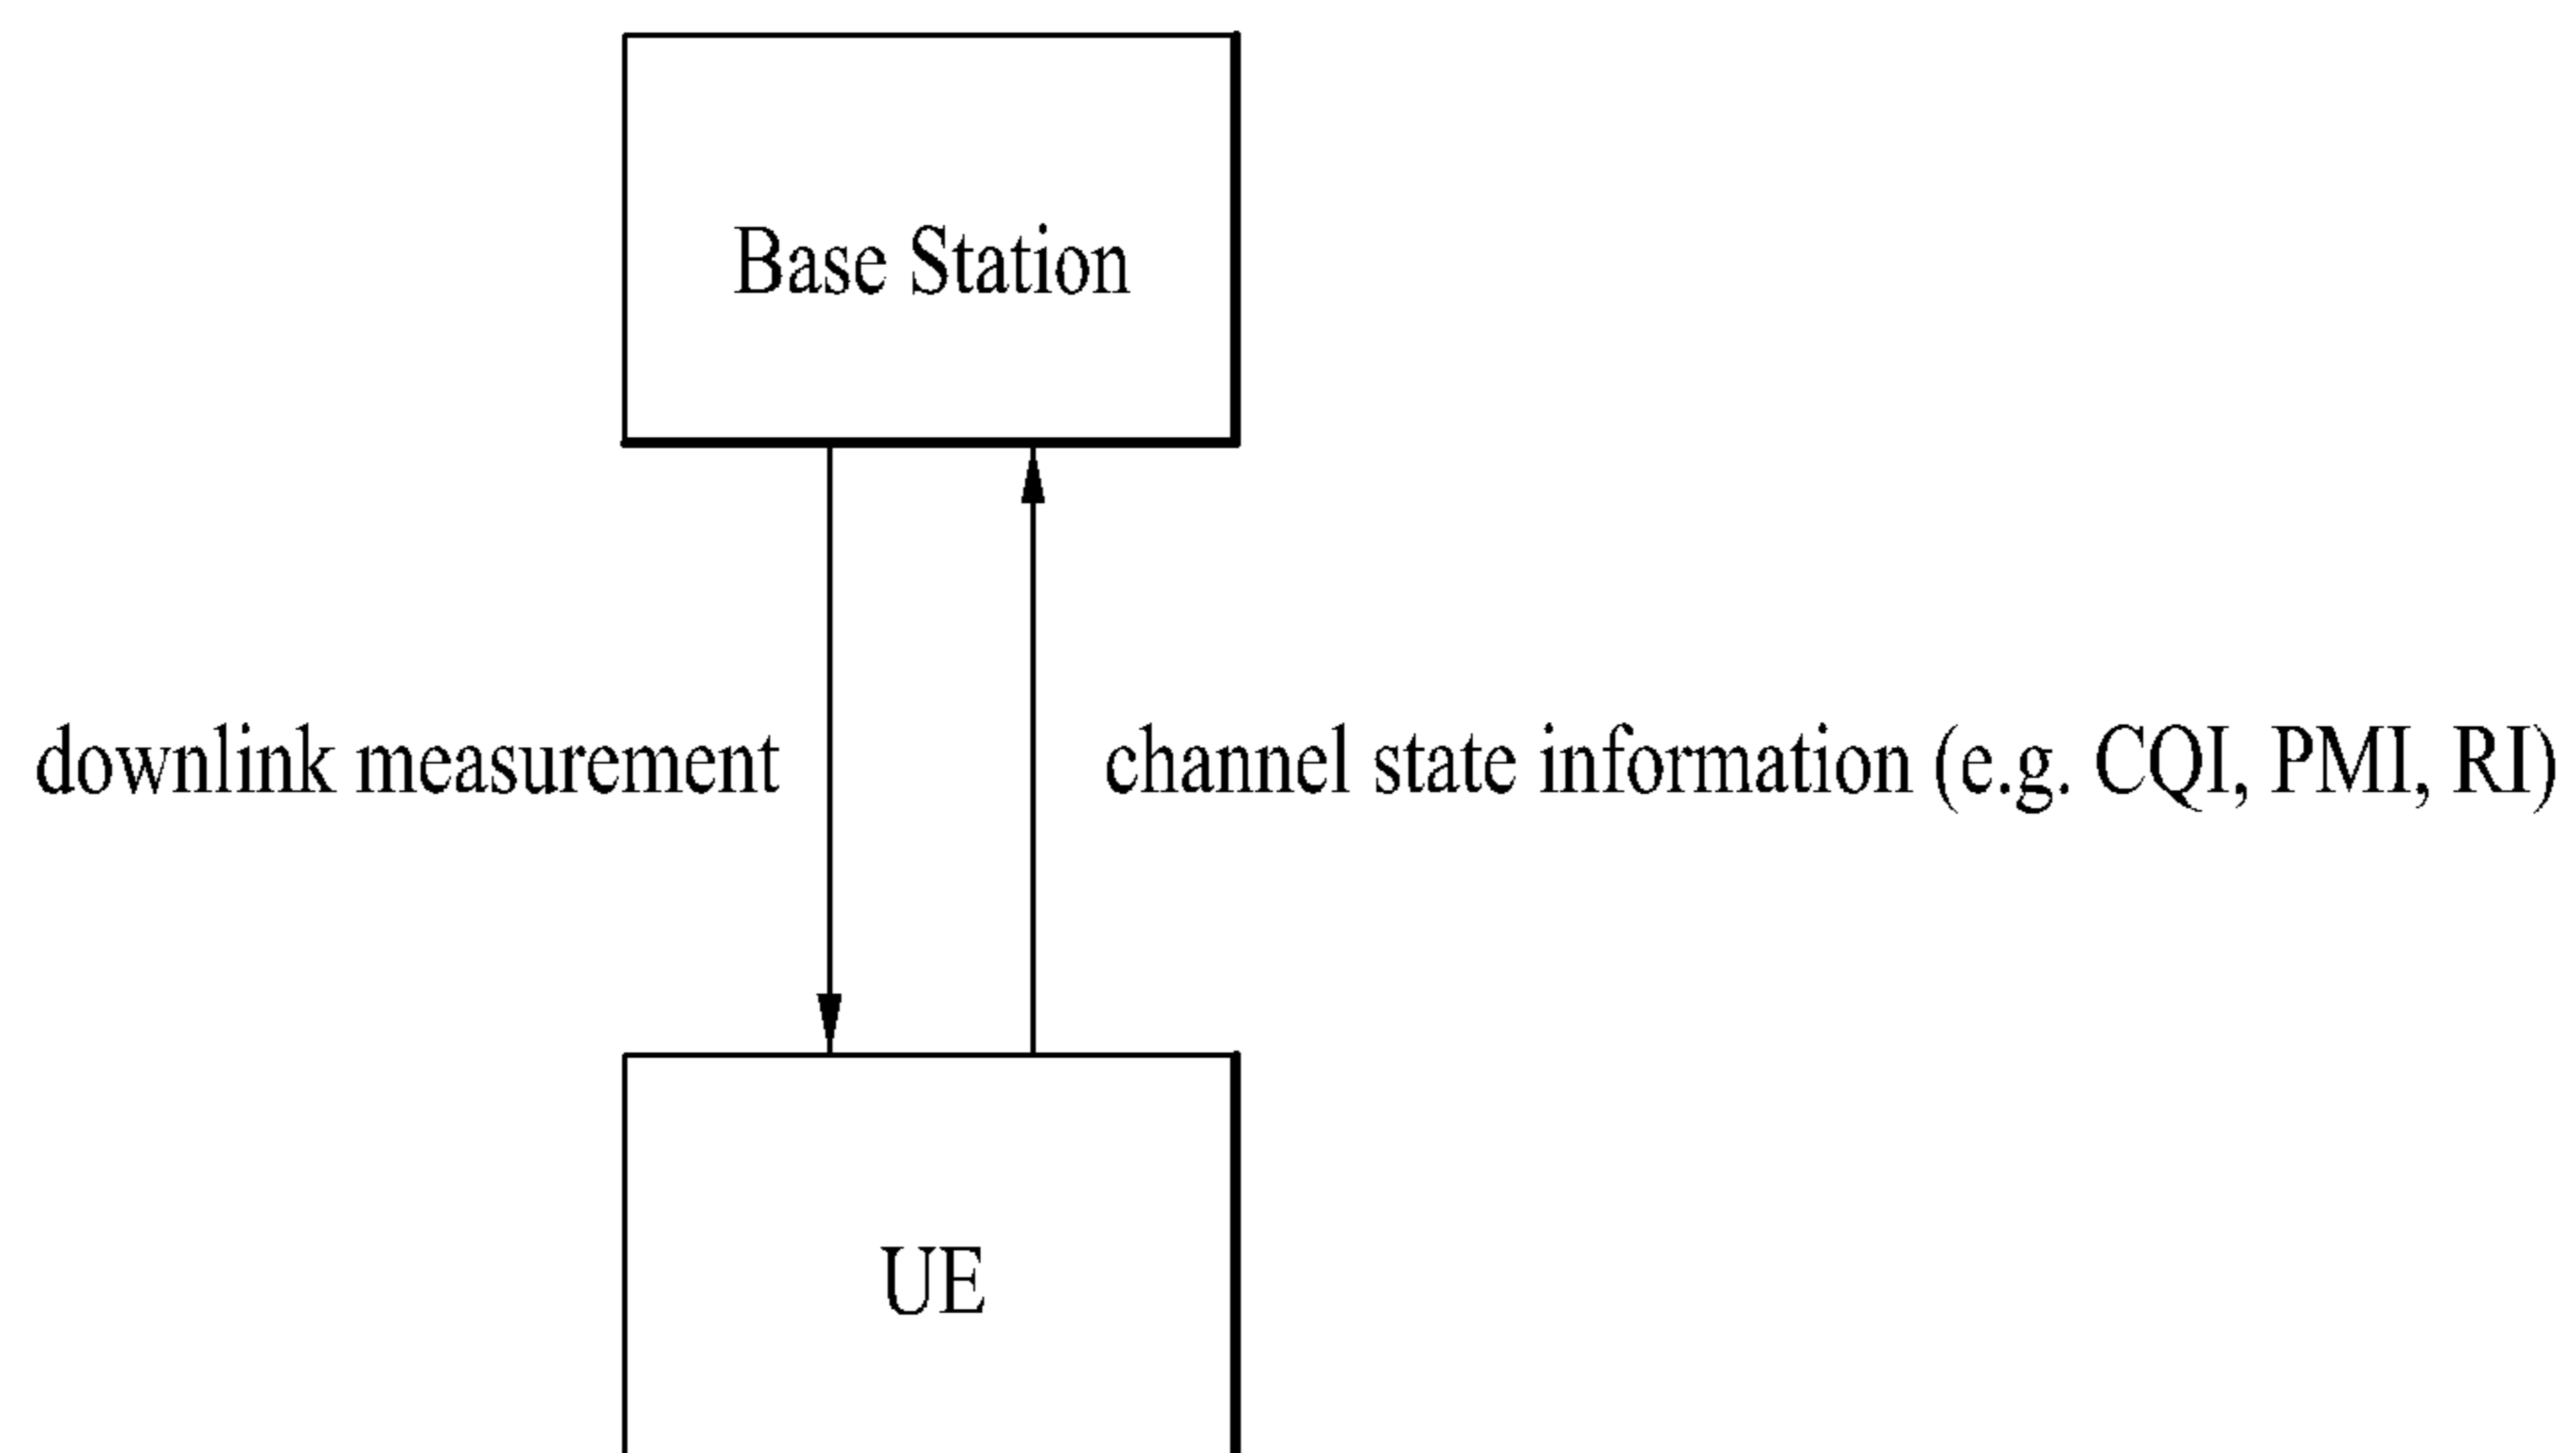 Base Station
downlink measurement
channel state information (e.g. CQI, PMI, RI)
UE